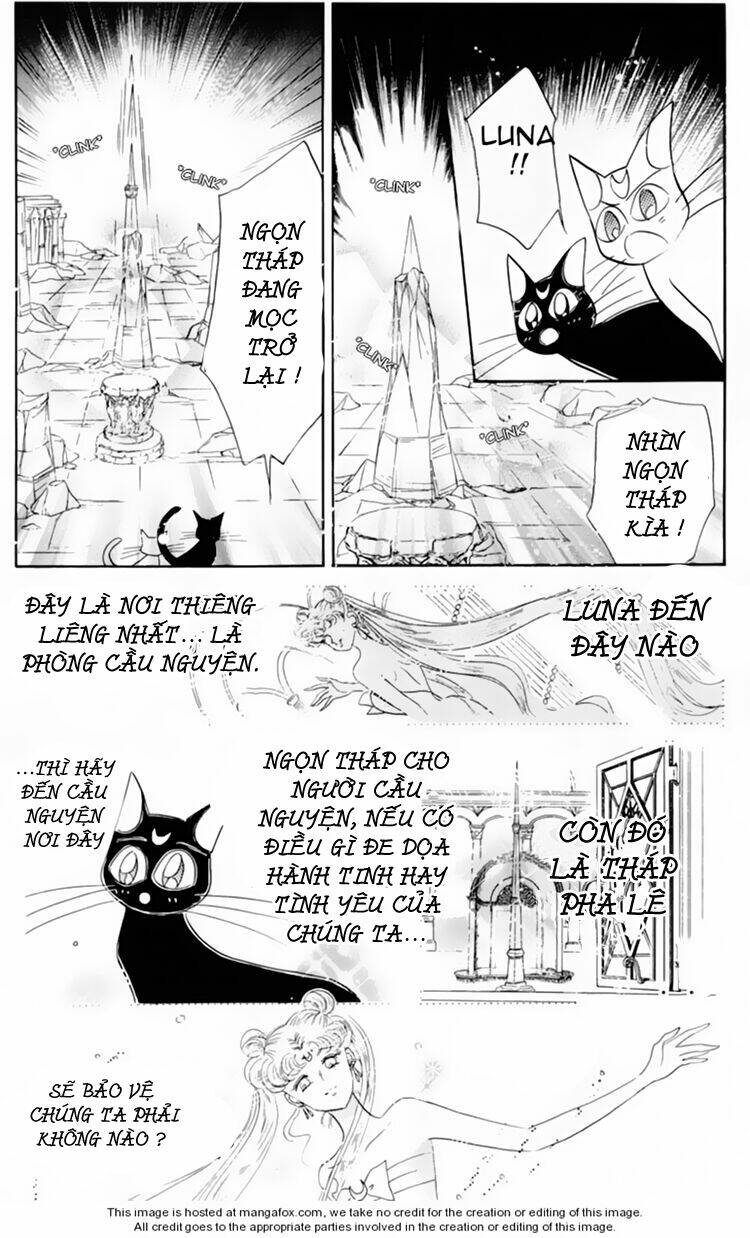 LUNA
!!
*CLINK*
*CLINK*
*CLINK*
NHÌN
NGỌN
THÁP
KÌA !
*CLINK*
*CLINK*
NGỌN
THÁP
ĐANG
MỌC
TRỞ
LẠI !
LUNA ĐẾN
ĐÂY NÀO
ĐÂY LÀ NƠI THIÊNG
LIÊNG NHẤT... LÀ
PHÒNG CẦU NGUYỆN.
CÒN ĐÓ
LÀ THÁP
PHA LÊ
NGỌN THÁP CHO
NGƯỜI CẦU
NGUYỆN, NẾU CÓ
ĐIỀU GÌ ĐE DỌA
HÀNH TINH HAY
TÌNH YÊU CỦA
CHÚNG TA...
...THÌ HÃY
ĐẾN CẦU
NGUYỆN
NƠI ĐÂY
SẼ BẢO VỆ
CHÚNG TA PHẢI
KHÔNG NÀO ?
This image is hosted at mangafox.com, we take no credit for the creation or editing of this image.
All credit goes to the appropriate parties involved in the creation or editing of this image.